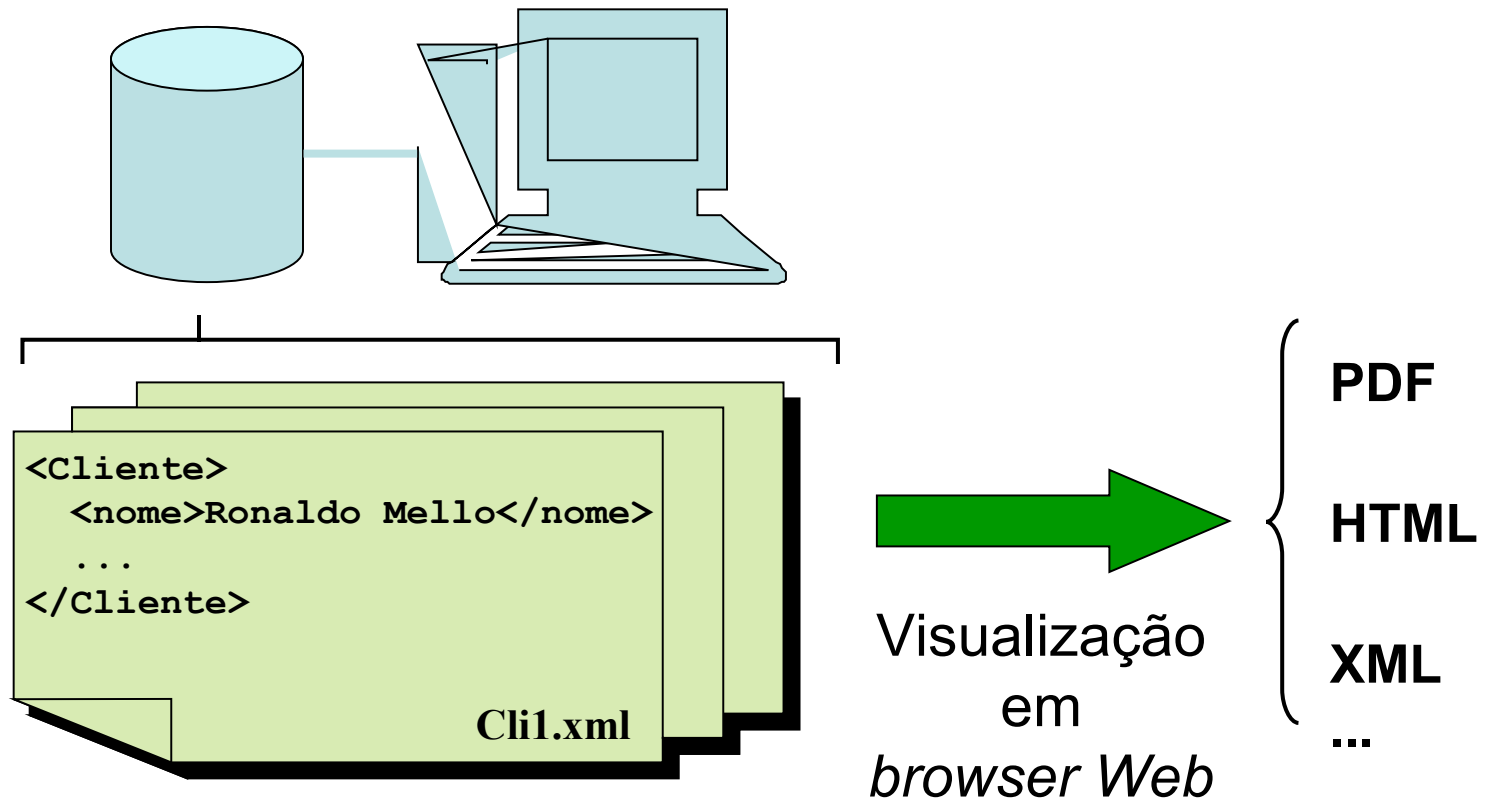 <Cliente>
<nome>Ronaldo Mello</nome>
...
</Cliente>
Cli1.xml
Visualização
em
browser Web
PDF
HTML
XML
...